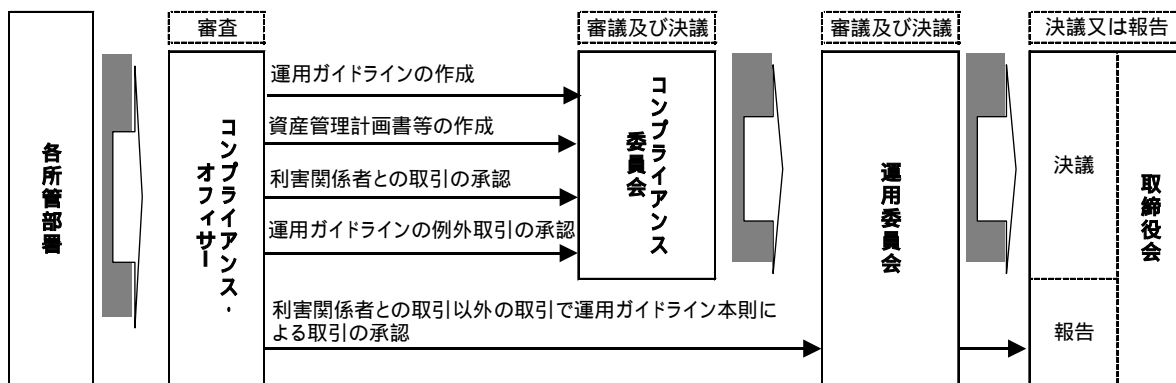 審査
審議及び決議
審議及び決議
決議又は報告
各所管部署
コンプライアンス・
オフィサー
運用ガイドラインの作成
資産管理計画書等の作成
利害関係者との取引の承認
運用ガイドラインの例外取引の承認
利害関係者との取引以外の取引で運用ガイドライン本則に
よる取引の承認
コンプライアンス
委員会
運用委員会
決議
報告
取締役会